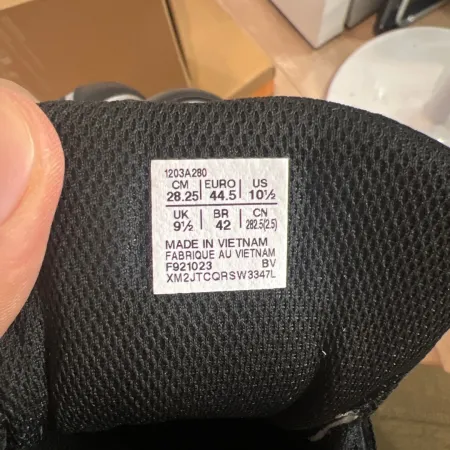 1203A280
CM EURO US
28.25 44.5 10½
UK BR CN
9½ 42 282.5(2.5)
MADE IN VIETNAM
FABRIQUE AU VIETNAM
F921023 BV
XM2JTCQRSW3347L